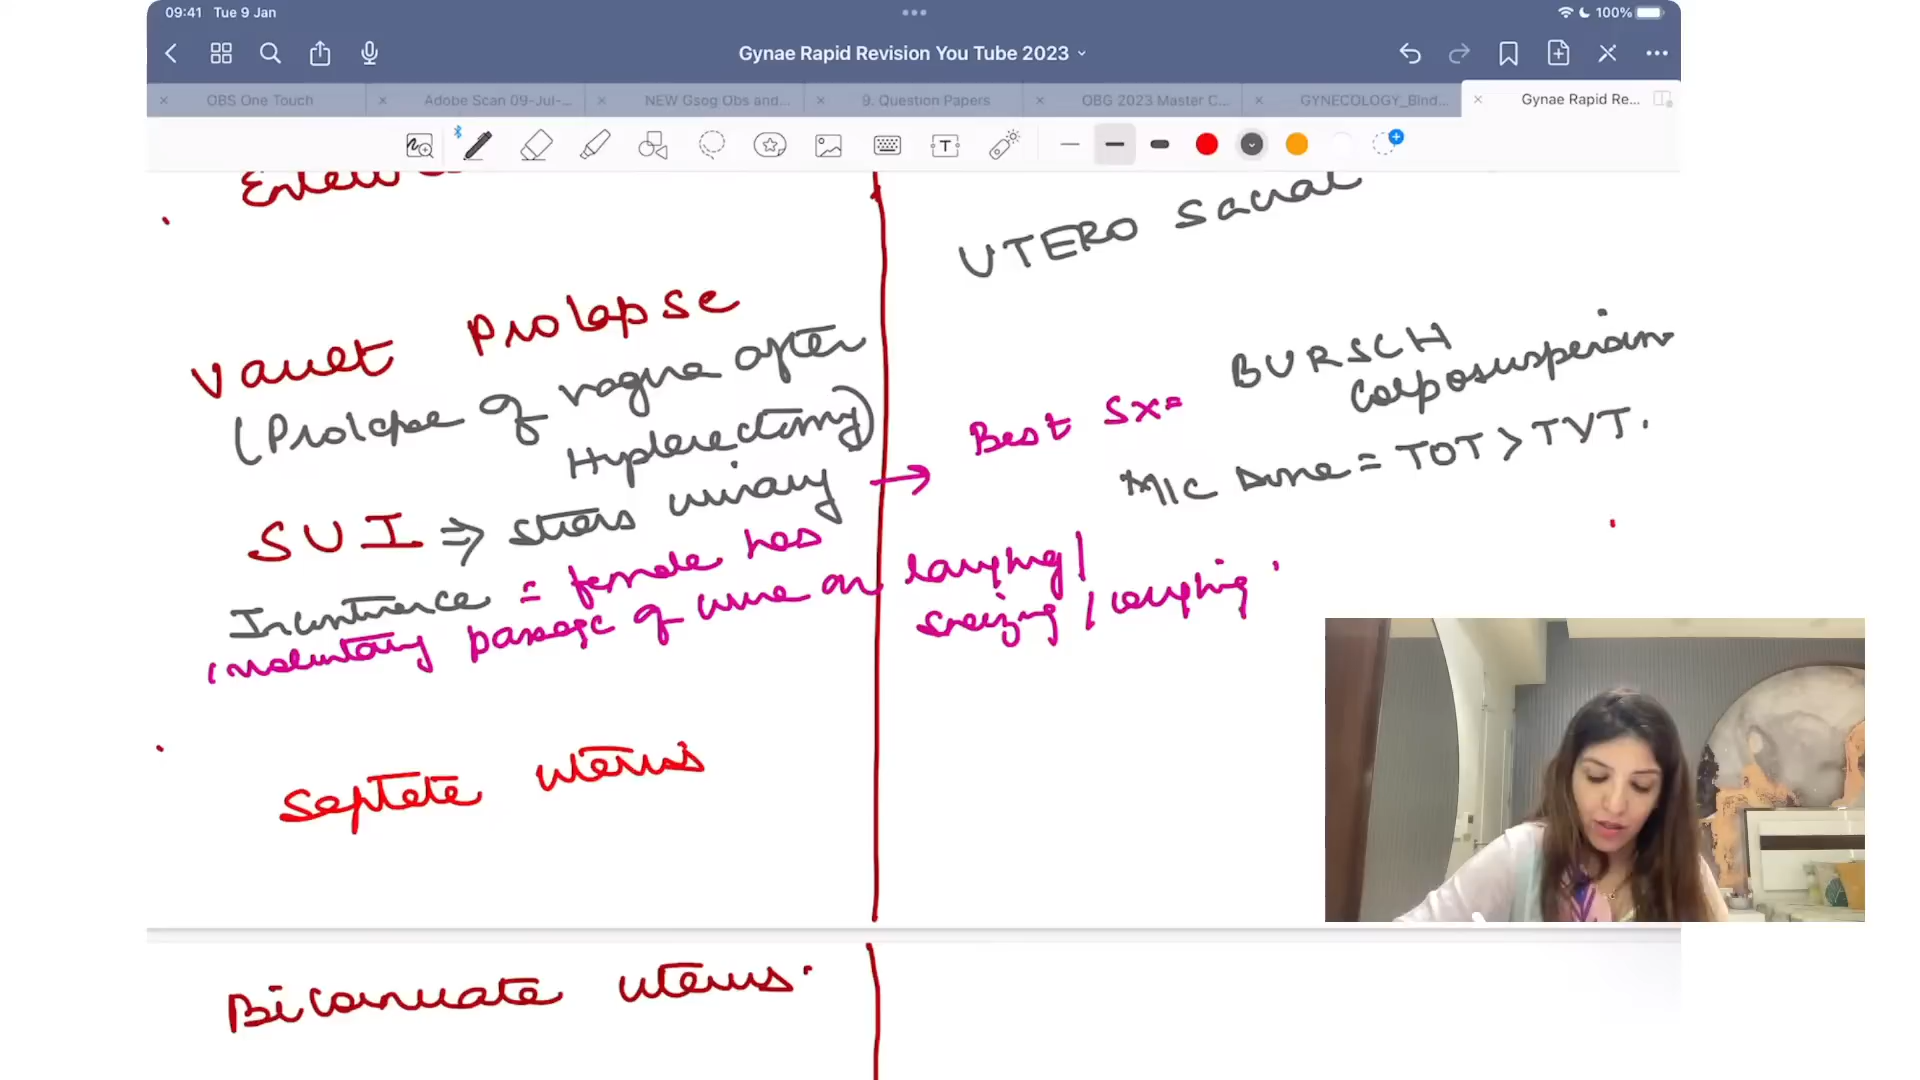 09:41 Tue 9 Jan
100%
Gynae Rapid Revision You Tube 2023
OBS One Touch
Adobe Scan 09-Jul-...
NEW Gsog Obs and...
9. Question Papers
OBG 2023 Master C...
GYNECOLOGY_Bind...
Gynae Rapid Re...
UTERO Sacral
Vault Prolapse
(Prolapse of vagina after
Hysterectomy)
BURSCH
Colposuspension
Best Sx=
M/C done = TOT > TVT.
SUI ⇒ stress urinary →
Incontinence = female has
involuntary passage of urine on laughing/
sneezing / coughing
Septate uterus
Bicornuate uterus.